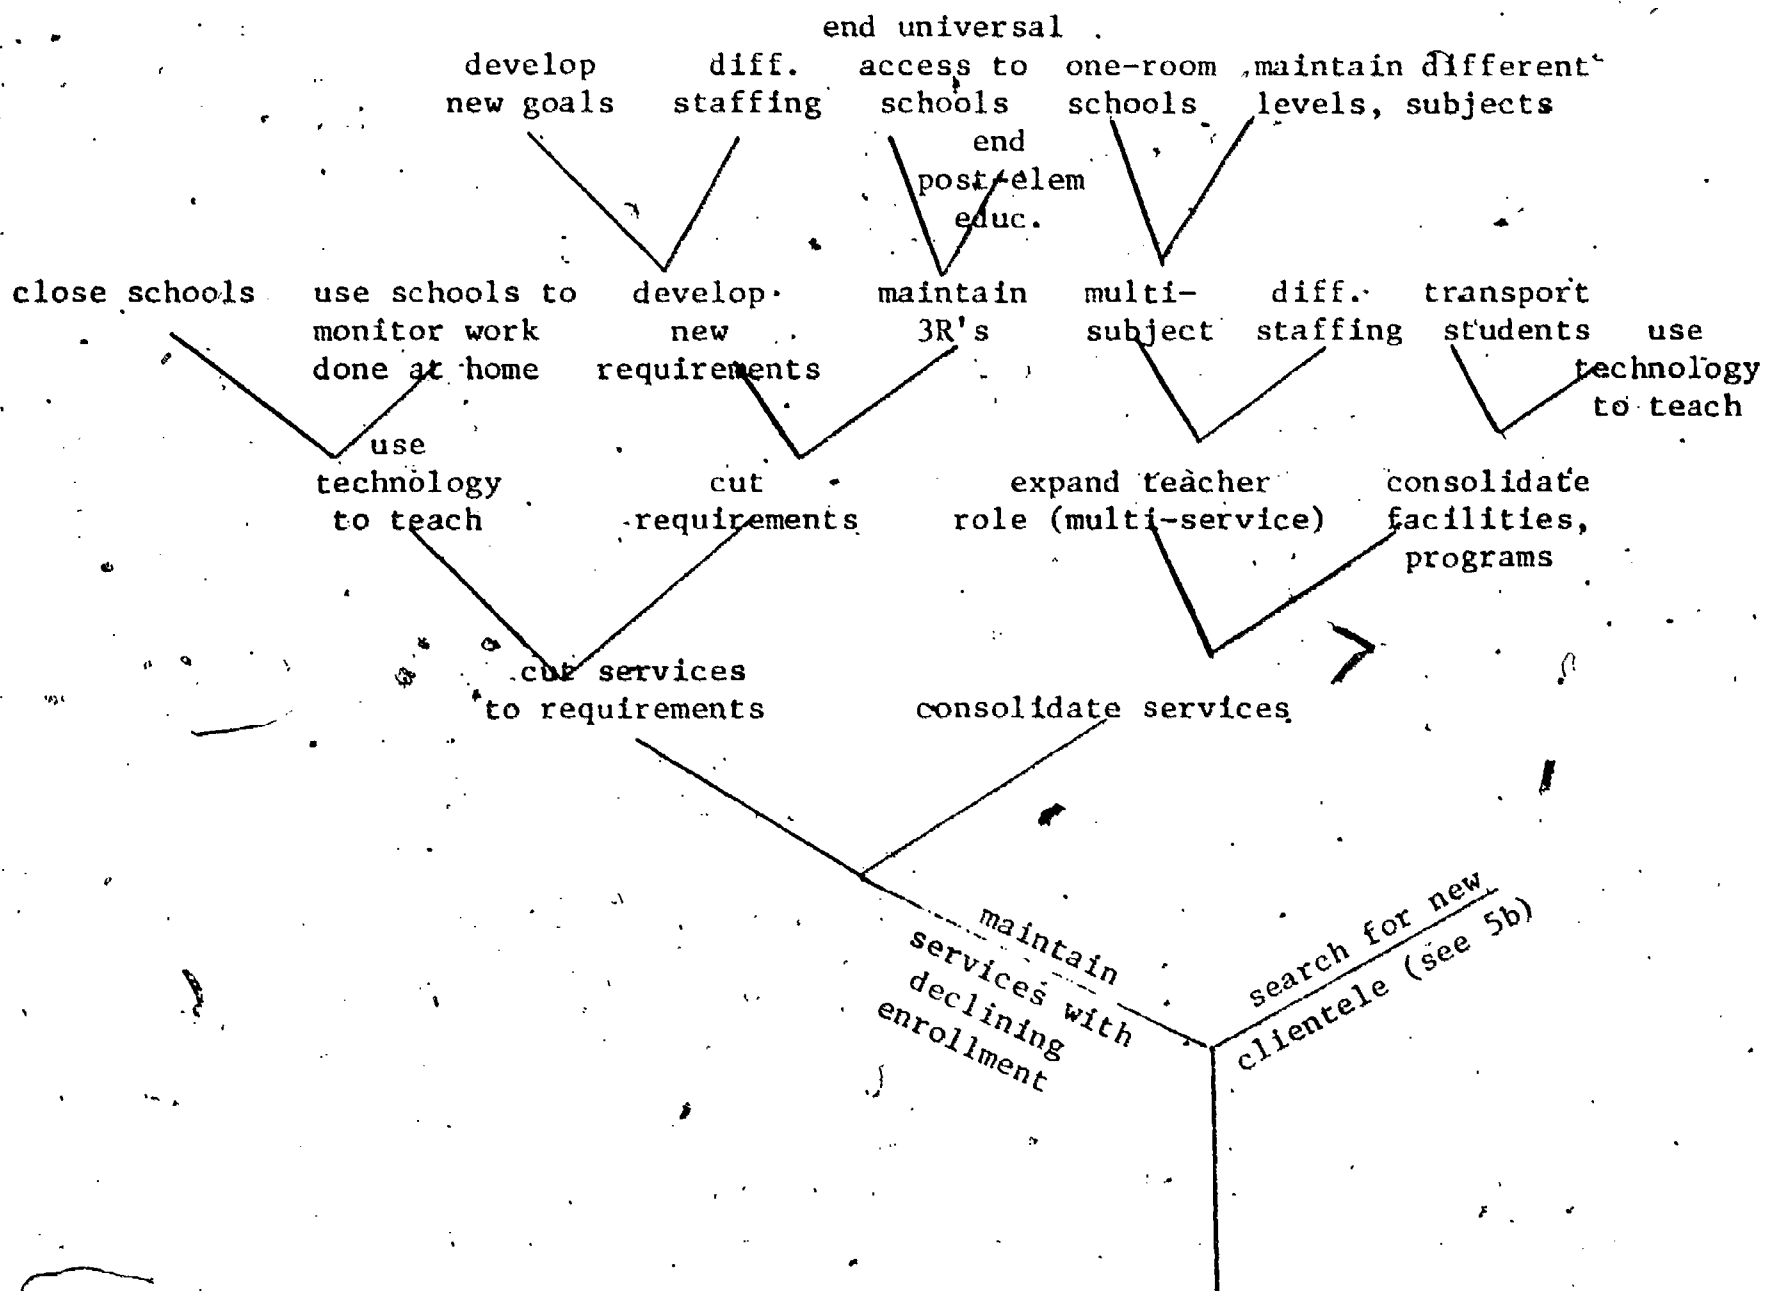 end universal
develop diff. access to one-room maintain different
new goals staffing schools schools levels, subjects
end
post-elem
educ.
close schools use schools to develop maintain multi- diff. transport
monitor work new 3R's subject staffing students use
done at home requirements technology
to teach
use
technology cut expand teacher consolidate
to teach requirements role (multi-service) facilities,
programs
cut services
to requirements consolidate services
maintain
services with
declining
enrollment
search for new
clientele (see 5b)